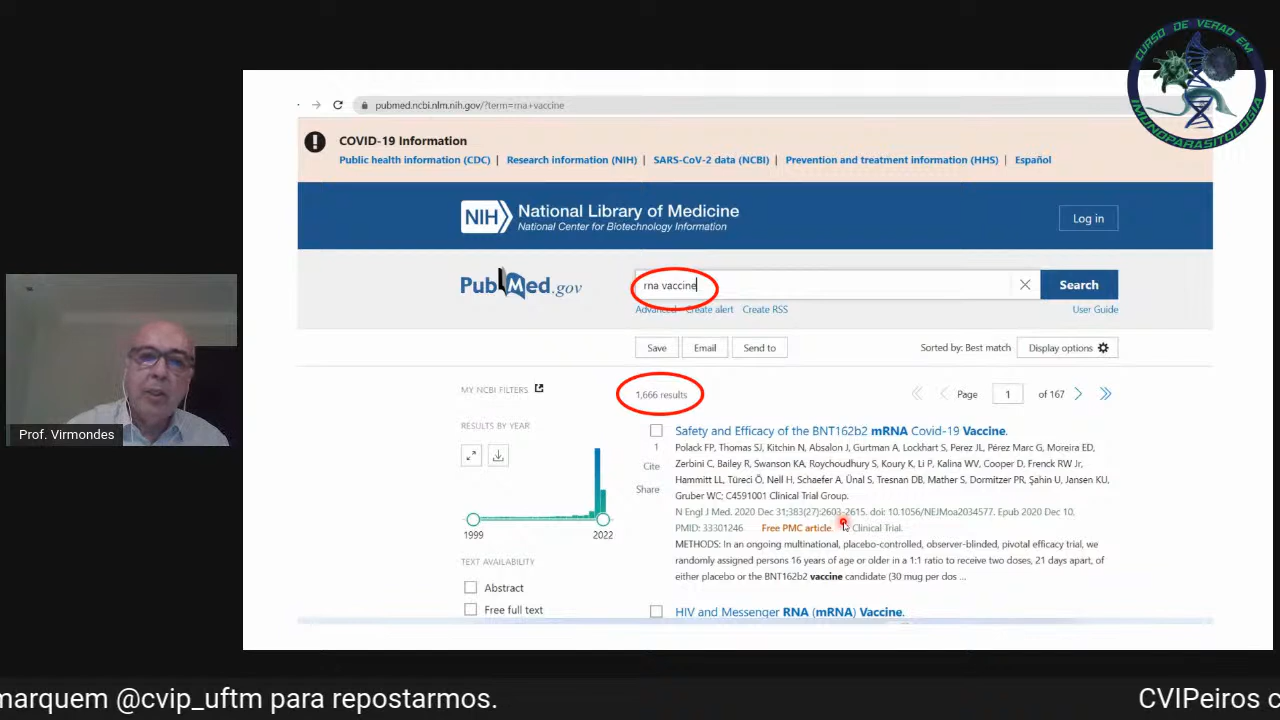 CURSO DE VERÃO EM
IMUNOPARASITOLOGIA
pubmed.ncbi.nlm.nih.gov/?term=rna+vaccine
COVID-19 Information
Public health information (CDC) | Research information (NIH) | SARS-CoV-2 data (NCBI) | Prevention and treatment information (HHS) | Español
NIH National Library of Medicine
National Center for Biotechnology Information
Log in
PubMed.gov
rna vaccine
Search
Advanced Create alert Create RSS
User Guide
Save Email Send to
Sorted by: Best match Display options
MY NCBI FILTERS
1,666 results
Page 1 of 167
RESULTS BY YEAR
1999 2022
TEXT AVAILABILITY
Abstract
Free full text
Safety and Efficacy of the BNT162b2 mRNA Covid-19 Vaccine.
1
Cite
Share
Polack FP, Thomas SJ, Kitchin N, Absalon J, Gurtman A, Lockhart S, Perez JL, Pérez Marc G, Moreira ED,
Zerbini C, Bailey R, Swanson KA, Roychoudhury S, Koury K, Li P, Kalina WV, Cooper D, Frenck RW Jr,
Hammitt LL, Türeci Ö, Nell H, Schaefer A, Ünal S, Tresnan DB, Mather S, Dormitzer PR, Şahin U, Jansen KU,
Gruber WC; C4591001 Clinical Trial Group.
N Engl J Med. 2020 Dec 31;383(27):2603-2615. doi: 10.1056/NEJMoa2034577. Epub 2020 Dec 10.
PMID: 33301246 Free PMC article. Clinical Trial.
METHODS: In an ongoing multinational, placebo-controlled, observer-blinded, pivotal efficacy trial, we
randomly assigned persons 16 years of age or older in a 1:1 ratio to receive two doses, 21 days apart, of
either placebo or the BNT162b2 vaccine candidate (30 mug per dos ...
HIV and Messenger RNA (mRNA) Vaccine.
Prof. Virmondes
marquem @cvip_uftm para repostarmos.
CVIPeiros c